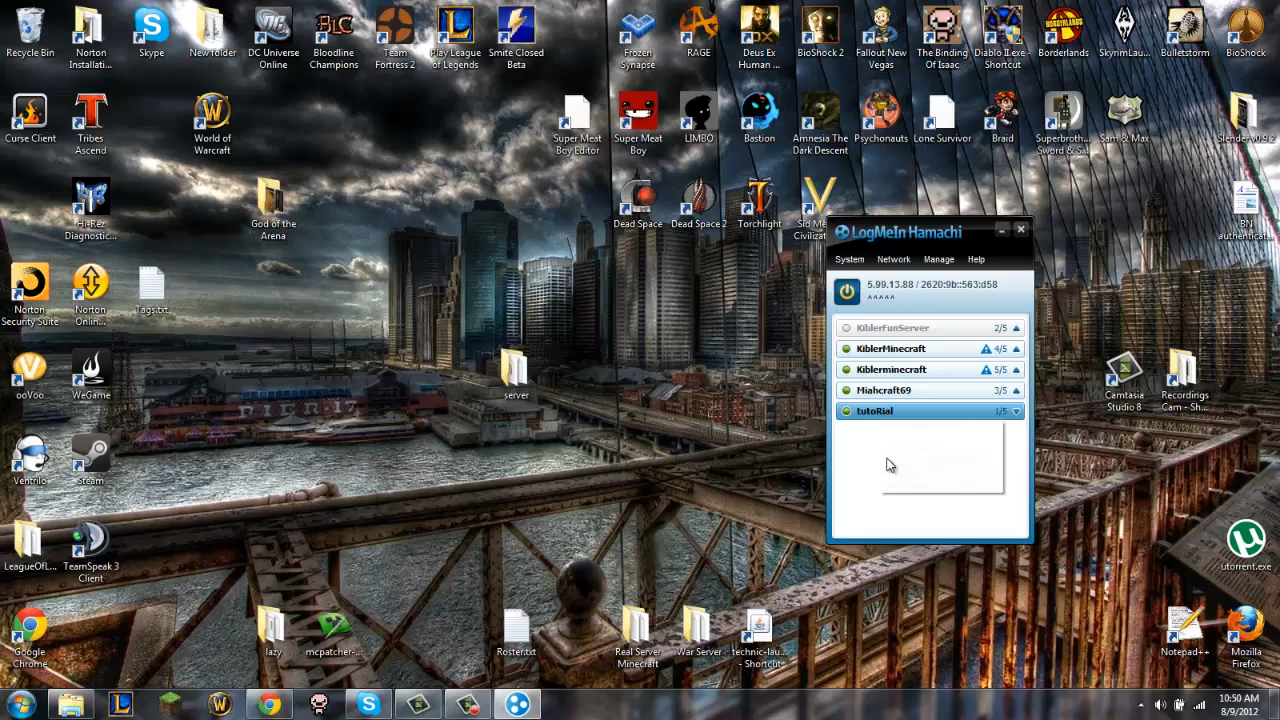 Recycle Bin
Norton
Installati...
Skype
New folder
DC Universe
Online
Bloodline
Champions
Team
Fortress 2
Play League
of Legends
Smite Closed
Beta
Frozen
Synapse
RAGE
Deus Ex
Human ...
BioShock 2
Fallout New
Vegas
The Binding
Of Isaac
Diablo II.exe -
Shortcut
Borderlands
SkyrimLau...
Bulletstorm
BioShock
Curse Client
Tribes
Ascend
World of
Warcraft
Super Meat
Boy Editor
Super Meat
Boy
LIMBO
Bastion
Amnesia The
Dark Descent
Psychonauts
Lone Survivor
Braid
Superbroth...
Sword & S...
Sam & Max
Slender v0.9.2
Hi-Rez
Diagnostic...
God of the
Arena
Dead Space
Dead Space 2
Torchlight
Sid Me
Civiliza
BN
authenticat...
LogMeIn Hamachi
System
Network
Manage
Help
5.99.13.88 / 2620:9b::563:d58
^^^^^
KiblerFunServer 2/5
KiblerMinecraft 4/5
Kiblerminecraft 5/5
Miahcraft69 3/5
tutoRial 1/5
Norton
Security Suite
Norton
Onlin...
Tags.txt
ooVoo
WeGame
server
Camtasia
Studio 8
Recordings
Cam - Sh...
Ventrilo
Steam
LeagueOfL...
TeamSpeak 3
Client
utorrent.exe
Google
Chrome
lazy
mcpatcher-...
Roster.txt
Real Server
Minecraft
War Server
technic-lau...
- Shortcut
Notepad++
Mozilla
Firefox
10:50 AM
8/9/2012